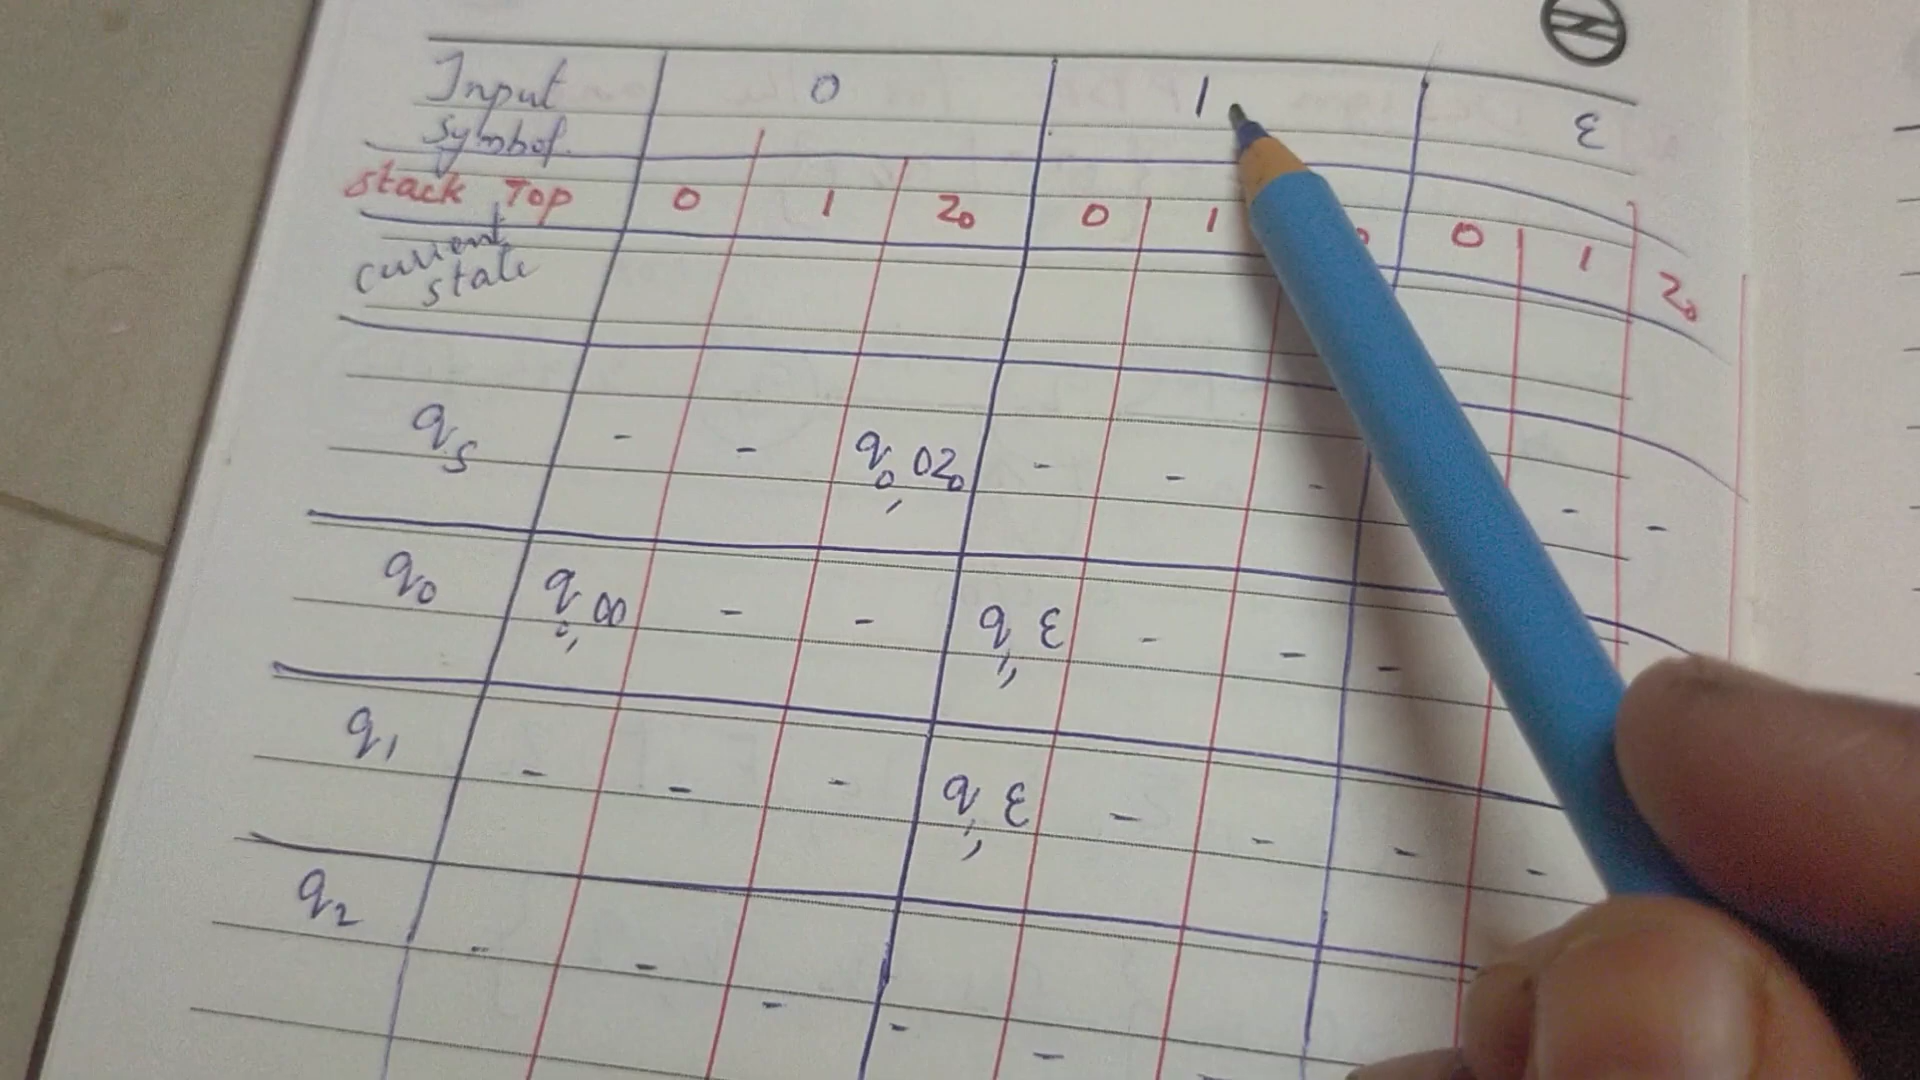 Input 0 1 ε
symbol.
stack Top 0 1 Z₀ 0 1 ₀ 0 1 Z₀
current
state
qₛ - - q₀, 0Z₀ - - - - -
q₀ q₀, 00 - - q₁, ε - - -
q₁ - - - q₁, ε - - - -
q₂ - - - - -